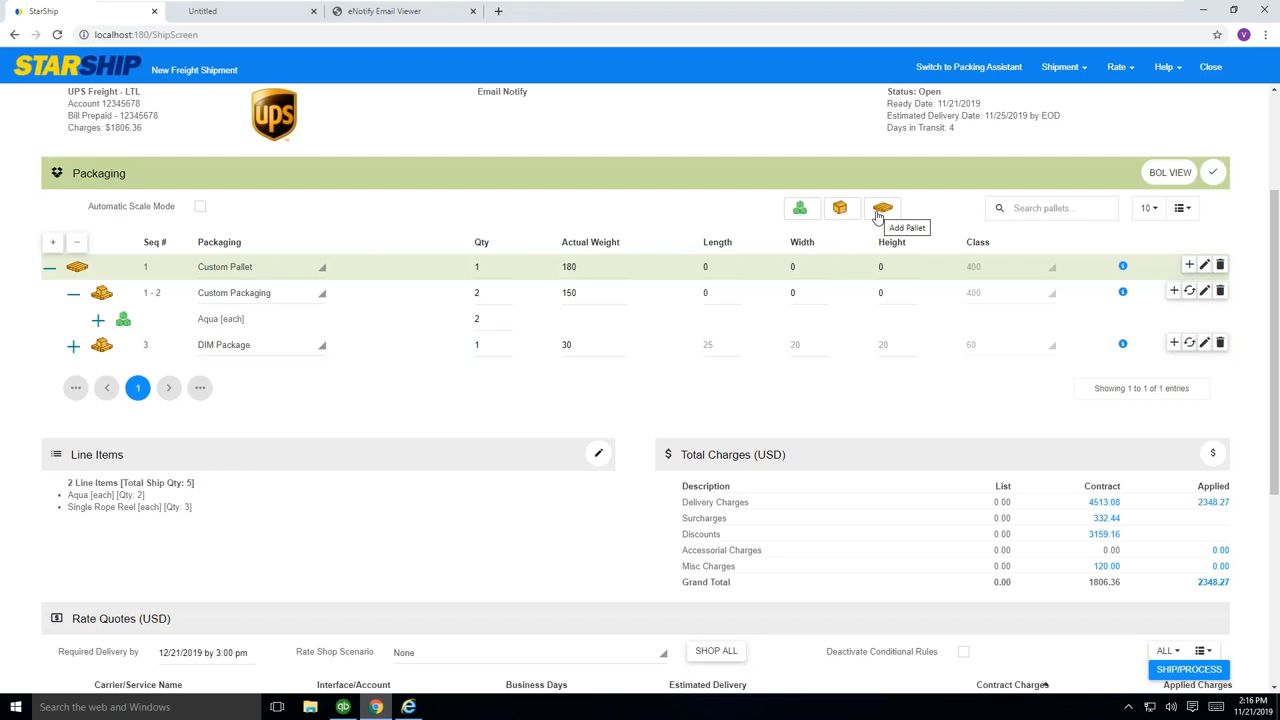 StarShip
Untitled
eNotify Email Viewer
localhost:180/ShipScreen
V
STARSHIP
New Freight Shipment
Switch to Packing Assistant
Shipment
Rate
Help
Close
UPS Freight - LTL
Account 12345678
Bill Prepaid - 12345678
Charges: $1806.36
ups
Email Notify
Status: Open
Ready Date: 11/21/2019
Estimated Delivery Date: 11/25/2019 by EOD
Days in Transit: 4
Packaging
BOL VIEW
Automatic Scale Mode
Add Pallet
Search pallets...
10
Seq # Packaging Qty Actual Weight Length Width Height Class
1 Custom Pallet 1 180 0 0 0 400
1 - 2 Custom Packaging 2 150 0 0 0 400
Aqua [each] 2
3 DIM Package 1 30 25 20 20 60
1
Showing 1 to 1 of 1 entries
Line Items
2 Line Items [Total Ship Qty: 5]
Aqua [each] [Qty: 2]
Single Rope Reel [each] [Qty: 3]
$ Total Charges (USD)
$
Description List Contract Applied
Delivery Charges 0.00 4513.08 2348.27
Surcharges 0.00 332.44
Discounts 0.00 3159.16
Accessorial Charges 0.00 0.00 0.00
Misc Charges 0.00 120.00 0.00
Grand Total 0.00 1806.36 2348.27
Rate Quotes (USD)
Required Delivery by 12/21/2019 by 3:00 pm
Rate Shop Scenario None
SHOP ALL
Deactivate Conditional Rules
ALL
SHIP/PROCESS
Carrier/Service Name Interface/Account Business Days Estimated Delivery Contract Charges Applied Charges
Search the web and Windows
2:16 PM
11/21/2019